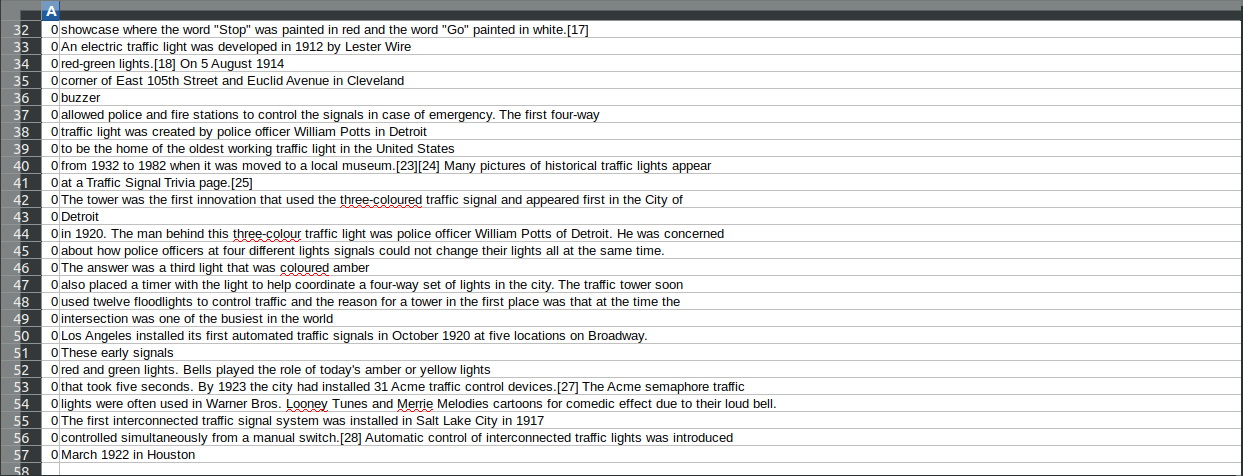 A
32 0 showcase where the word "Stop" was painted in red and the word "Go" painted in white.[17]
33 0 An electric traffic light was developed in 1912 by Lester Wire
34 0 red-green lights.[18] On 5 August 1914
35 0 corner of East 105th Street and Euclid Avenue in Cleveland
36 0 buzzer
37 0 allowed police and fire stations to control the signals in case of emergency. The first four-way
38 0 traffic light was created by police officer William Potts in Detroit
39 0 to be the home of the oldest working traffic light in the United States
40 0 from 1932 to 1982 when it was moved to a local museum.[23][24] Many pictures of historical traffic lights appear
41 0 at a Traffic Signal Trivia page.[25]
42 0 The tower was the first innovation that used the three-coloured traffic signal and appeared first in the City of
43 0 Detroit
44 0 in 1920. The man behind this three-colour traffic light was police officer William Potts of Detroit. He was concerned
45 0 about how police officers at four different lights signals could not change their lights all at the same time.
46 0 The answer was a third light that was coloured amber
47 0 also placed a timer with the light to help coordinate a four-way set of lights in the city. The traffic tower soon
48 0 used twelve floodlights to control traffic and the reason for a tower in the first place was that at the time the
49 0 intersection was one of the busiest in the world
50 0 Los Angeles installed its first automated traffic signals in October 1920 at five locations on Broadway.
51 0 These early signals
52 0 red and green lights. Bells played the role of today's amber or yellow lights
53 0 that took five seconds. By 1923 the city had installed 31 Acme traffic control devices.[27] The Acme semaphore traffic
54 0 lights were often used in Warner Bros. Looney Tunes and Merrie Melodies cartoons for comedic effect due to their loud bell.
55 0 The first interconnected traffic signal system was installed in Salt Lake City in 1917
56 0 controlled simultaneously from a manual switch.[28] Automatic control of interconnected traffic lights was introduced
57 0 March 1922 in Houston
58